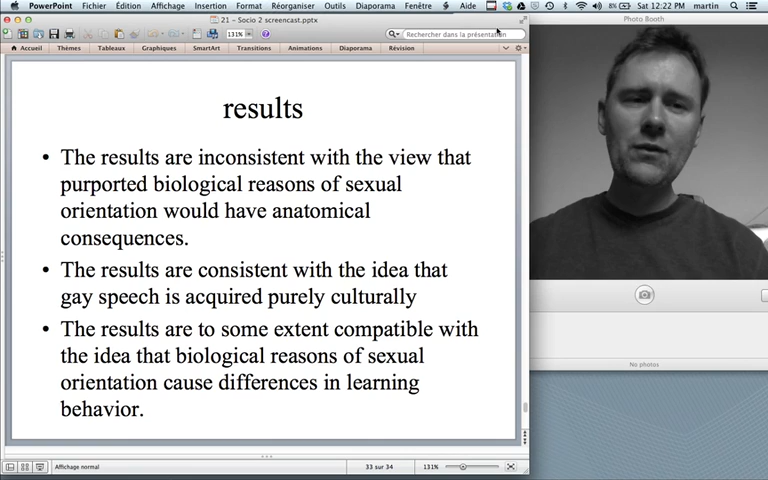 PowerPoint Fichier Édition Affichage Insertion Format Réorganiser Outils Diaporama Fenêtre Aide 8% Sat 12:22 PM martin
21 – Socio 2 screencast.pptx
Photo Booth
131% Rechercher dans la présentation
Accueil Thèmes Tableaux Graphiques SmartArt Transitions Animations Diaporama Révision
results
• The results are inconsistent with the view that
purported biological reasons of sexual
orientation would have anatomical
consequences.
• The results are consistent with the idea that
gay speech is acquired purely culturally
• The results are to some extent compatible with
the idea that biological reasons of sexual
orientation cause differences in learning
behavior.
No photos
Affichage normal 33 sur 34 131%